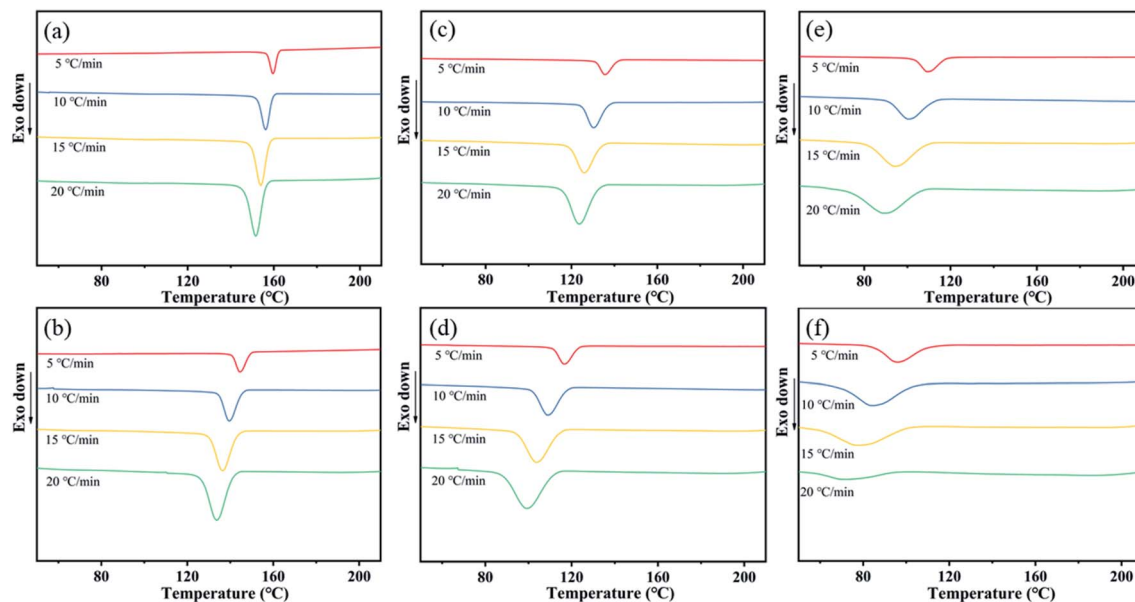 (a)
5 °C/min
10 °C/min
15 °C/min
20 °C/min
Exo down
80 120 160 200
Temperature (°C)
(c)
5 °C/min
10 °C/min
15 °C/min
20 °C/min
Exo down
80 120 160 200
Temperature (°C)
(e)
5 °C/min
10 °C/min
15 °C/min
20 °C/min
Exo down
80 120 160 200
Temperature (°C)
(b)
5 °C/min
10 °C/min
15 °C/min
20 °C/min
Exo down
80 120 160 200
Temperature (°C)
(d)
5 °C/min
10 °C/min
15 °C/min
20 °C/min
Exo down
80 120 160 200
Temperature (°C)
(f)
5 °C/min
10 °C/min
15 °C/min
20 °C/min
Exo down
80 120 160 200
Temperature (°C)